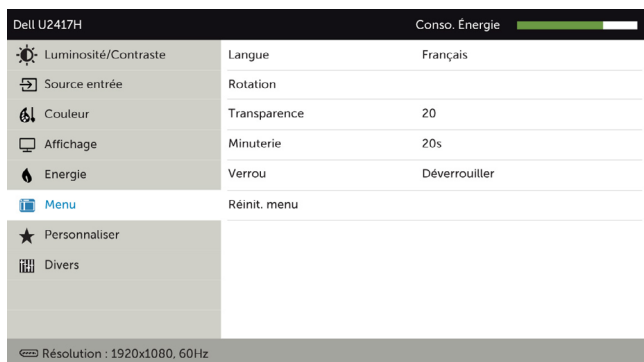 Dell U2417H Conso. Énergie
Luminosité/Contraste Langue Français
Source entrée Rotation
Couleur Transparence 20
Affichage Minuterie 20s
Energie Verrou Déverrouiller
Menu Réinit. menu
Personnaliser
Divers
Résolution : 1920x1080, 60Hz